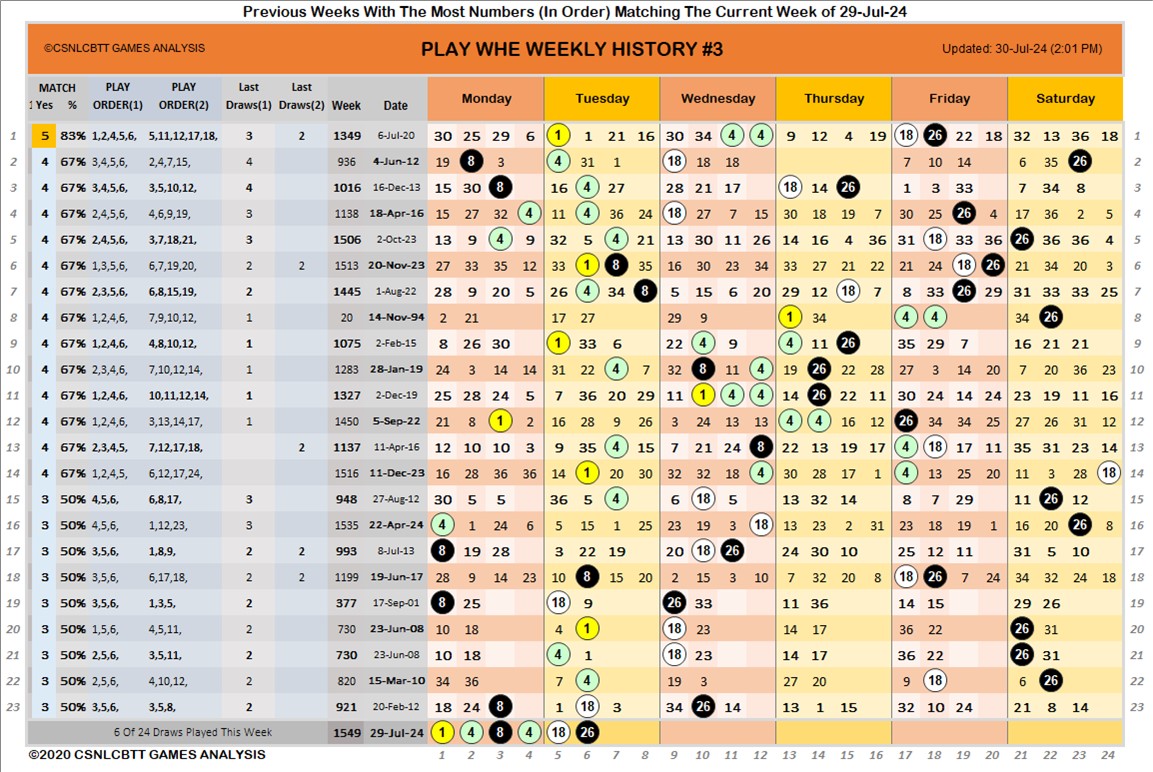 Previous Weeks With The Most Numbers (In Order) Matching The Current Week of 29-Jul-24
©CSNLCBTT GAMES ANALYSIS PLAY WHE WEEKLY HISTORY #3 Updated: 30-Jul-24 (2:01 PM)
MATCH PLAY PLAY Last Last
Yes % ORDER(1) ORDER(2) Draws(1) Draws(2) Week Date Monday Tuesday Wednesday Thursday Friday Saturday
1 5 83% 1,2,4,5,6, 5,11,12,17,18, 3 2 1349 6-Jul-20 30 25 29 6 1 1 21 16 30 34 4 4 9 12 4 19 18 26 22 18 32 13 36 18 1
2 4 67% 3,4,5,6, 2,4,7,15, 4 936 4-Jun-12 19 8 3 4 31 1 18 18 18 7 10 14 6 35 23 2
3 4 67% 3,4,5,6, 3,5,10,12, 4 1016 16-Dec-13 15 30 8 16 4 27 28 21 17 18 14 26 1 3 33 7 34 8 3
4 4 67% 2,4,5,6, 4,6,9,19, 3 1138 18-Apr-16 15 27 32 4 11 4 36 24 18 27 7 15 30 18 19 7 30 25 26 4 17 36 2 5 4
5 4 67% 2,4,5,6, 3,7,18,21, 3 1506 2-Oct-23 13 9 4 9 32 5 4 21 13 30 11 26 14 16 4 36 31 18 33 36 26 36 36 4 5
6 4 67% 1,3,5,6, 6,7,19,20, 2 2 1513 20-Nov-23 27 33 35 12 33 1 8 35 16 30 23 34 33 27 21 22 21 24 18 26 21 34 20 3 6
7 4 67% 2,3,5,6, 6,8,15,19, 2 1445 1-Aug-22 28 9 20 5 26 4 34 8 5 15 6 20 29 12 18 7 8 33 26 29 31 33 33 25 7
8 4 67% 1,2,4,6, 7,9,10,12, 1 20 14-Nov-94 2 21 17 27 29 9 1 34 4 4 34 26 8
9 4 67% 1,2,4,6, 4,8,10,12, 1 1075 2-Feb-15 8 26 30 1 33 6 22 4 9 4 11 26 35 29 7 16 21 21 9
10 4 67% 2,3,4,6, 7,10,12,14, 1 1283 28-Jan-19 24 3 14 14 31 22 4 7 32 8 11 4 19 26 22 28 27 3 14 20 7 20 36 23 10
11 4 67% 1,2,4,6, 10,11,12,14, 1 1327 2-Dec-19 25 28 24 5 7 36 20 29 11 1 4 4 14 26 22 11 30 24 14 24 23 19 11 16 11
12 4 67% 1,2,4,6, 3,13,14,17, 1 1450 5-Sep-22 21 8 1 2 16 28 9 26 3 24 13 13 4 4 16 12 26 34 34 25 27 26 31 12 12
13 4 67% 2,3,4,5, 7,12,17,18, 2 1137 11-Apr-16 12 10 10 3 9 35 4 15 7 21 24 8 22 13 19 17 4 18 17 11 35 31 23 14 13
14 4 67% 1,2,4,5, 6,12,17,24, 1516 11-Dec-23 16 28 36 36 14 1 20 30 32 32 18 4 30 28 17 1 4 13 25 20 11 3 28 18 14
15 3 50% 4,5,6, 6,8,17, 3 948 27-Aug-12 30 5 5 36 5 4 6 18 5 13 32 14 8 7 29 11 26 12 15
16 3 50% 4,5,6, 1,12,23, 3 1535 22-Apr-24 4 1 24 6 5 15 1 25 23 19 3 18 13 23 2 31 23 18 19 1 16 20 26 8 16
17 3 50% 3,5,6, 1,8,9, 2 2 993 8-Jul-13 8 19 28 3 22 19 20 18 26 24 30 10 25 12 11 31 5 10 17
18 3 50% 3,5,6, 6,17,18, 2 2 1199 19-Jun-17 28 9 14 23 10 8 15 20 2 15 3 10 7 32 20 8 18 26 7 24 34 32 24 18 18
19 3 50% 3,5,6, 1,3,5, 2 377 17-Sep-01 8 25 18 9 26 33 11 36 14 15 29 26 19
20 3 50% 1,5,6, 4,5,11, 2 730 23-Jun-08 10 18 4 1 18 23 14 17 36 22 26 31 20
21 3 50% 2,5,6, 3,5,11, 2 730 23-Jun-08 10 18 4 1 18 23 14 17 36 22 26 31 21
22 3 50% 2,5,6, 4,10,12, 2 820 15-Mar-10 34 36 7 4 19 3 27 20 9 18 6 26 22
23 3 50% 3,5,6, 3,5,8, 2 921 20-Feb-12 18 24 8 1 18 3 34 26 14 13 1 15 32 10 24 21 8 14 23
6 Of 24 Draws Played This Week 1549 29-Jul-24 1 4 8 4 18 26
©2020 CSNLCBTT GAMES ANALYSIS 1 2 3 4 5 6 7 8 9 10 11 12 13 14 15 16 17 18 19 20 21 22 23 24